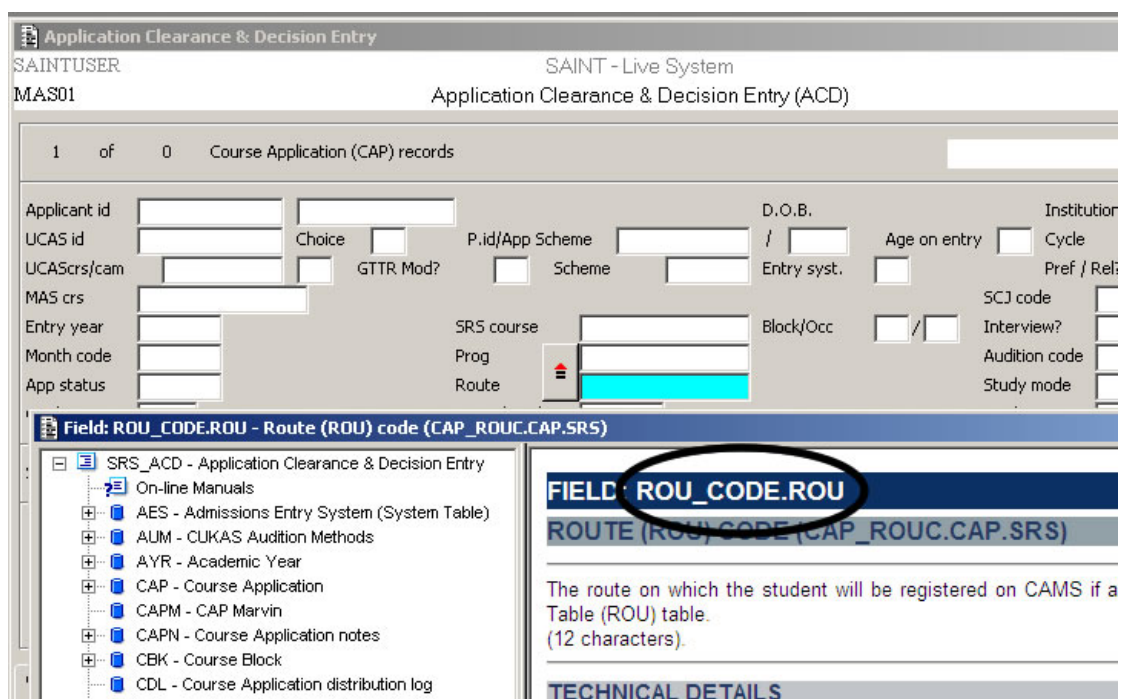 Application Clearance & Decision Entry
SAINTUSER SAINT - Live System
MAS01 Application Clearance & Decision Entry (ACD)
1 of 0 Course Application (CAP) records
Applicant id D.O.B. Institution
UCAS id Choice P.id/App Scheme / Age on entry Cycle
UCAScrs/cam GTTR Mod? Scheme Entry syst. Pref / Rel?
MAS crs SCJ code
Entry year SRS course Block/Occ / Interview?
Month code Prog Audition code
App status Route Study mode
Field: ROU_CODE.ROU - Route (ROU) code (CAP_ROUC.CAP.SRS)
SRS_ACD - Application Clearance & Decision Entry
On-line Manuals
AES - Admissions Entry System (System Table)
AUM - CUKAS Audition Methods
AYR - Academic Year
CAP - Course Application
CAPM - CAP Marvin
CAPN - Course Application notes
CBK - Course Block
CDL - Course Application distribution log
FIELD: ROU_CODE.ROU
ROUTE (ROU) CODE (CAP_ROUC.CAP.SRS)
The route on which the student will be registered on CAMS if a
Table (ROU) table.
(12 characters).
TECHNICAL DETAILS